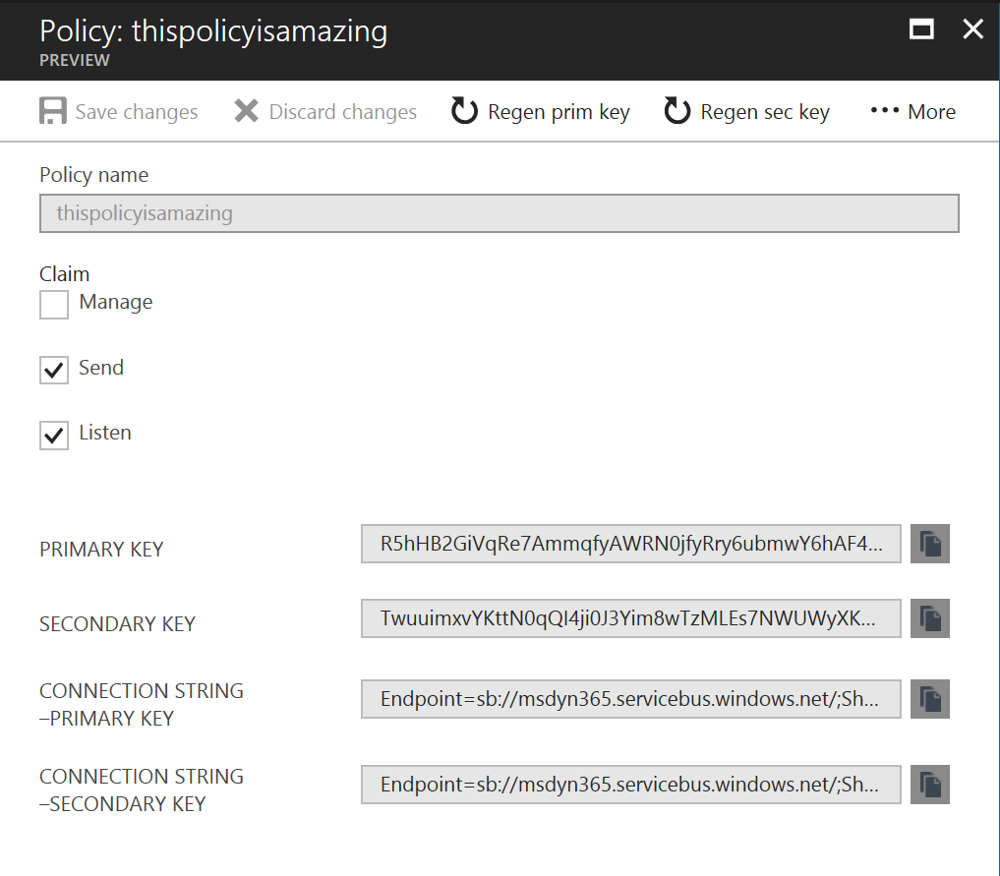 Policy: thispolicyisamazing
PREVIEW
Save changes Discard changes Regen prim key Regen sec key ••• More
Policy name
thispolicyisamazing
Claim
Manage
Send
Listen
PRIMARY KEY R5hHB2GiVqRe7AmmqfyAWRN0jfyRry6ubmwY6hAF4...
SECONDARY KEY TwuuimxvYKttN0qQI4ji0J3Yim8wTzMLEs7NWUWyXK...
CONNECTION STRING
–PRIMARY KEY
Endpoint=sb://msdyn365.servicebus.windows.net/;Sh...
CONNECTION STRING
–SECONDARY KEY
Endpoint=sb://msdyn365.servicebus.windows.net/;Sh...